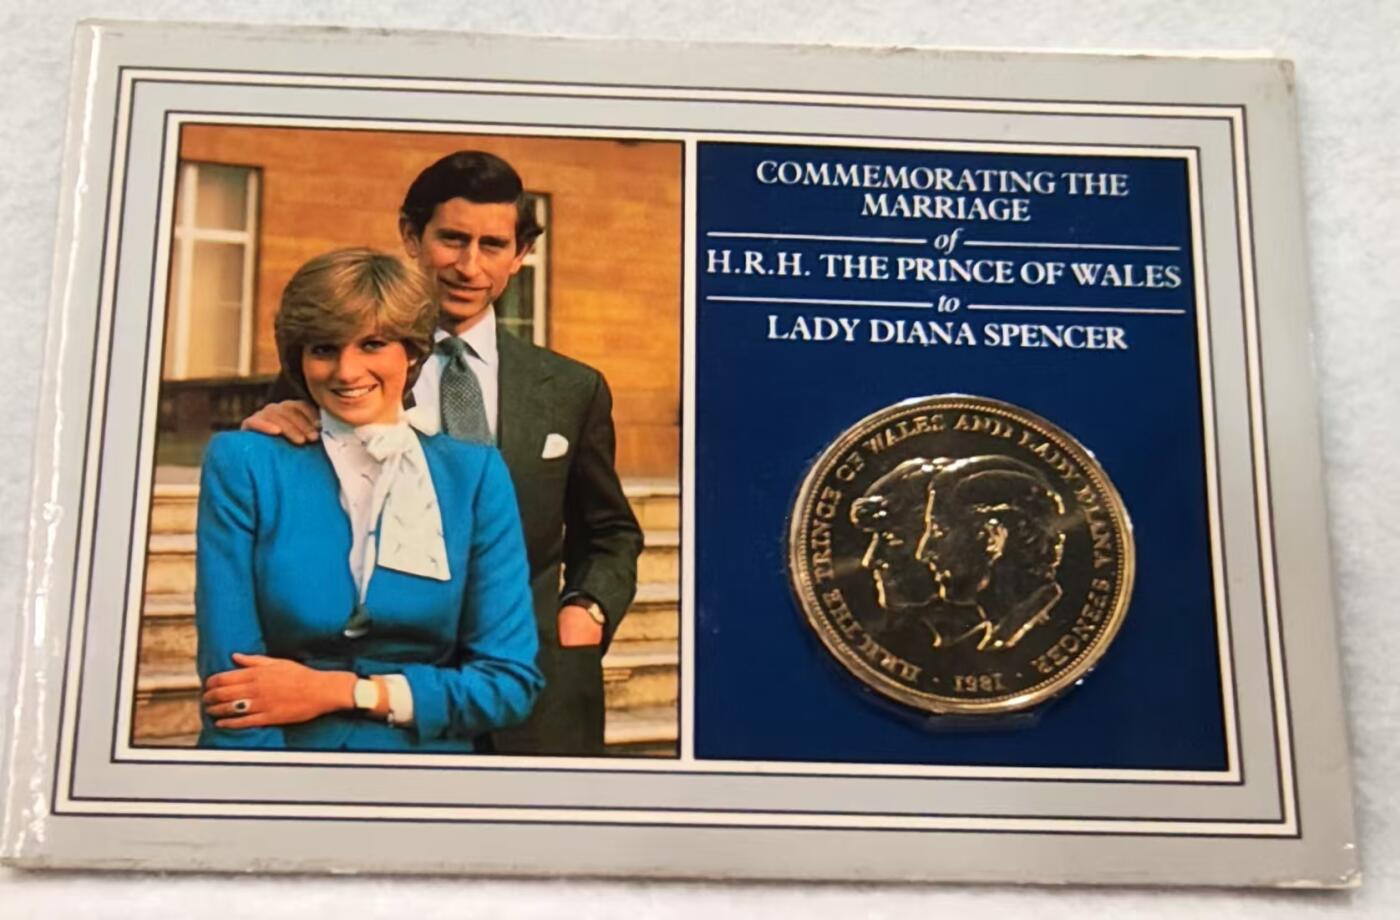 COMMEMORATING THE
MARRIAGE
of
H.R.H. THE PRINCE OF WALES
to
LADY DIANA SPENCER
H.R.H. THE PRINCE OF WALES AND LADY DIANA SPENCER
· 1981 ·